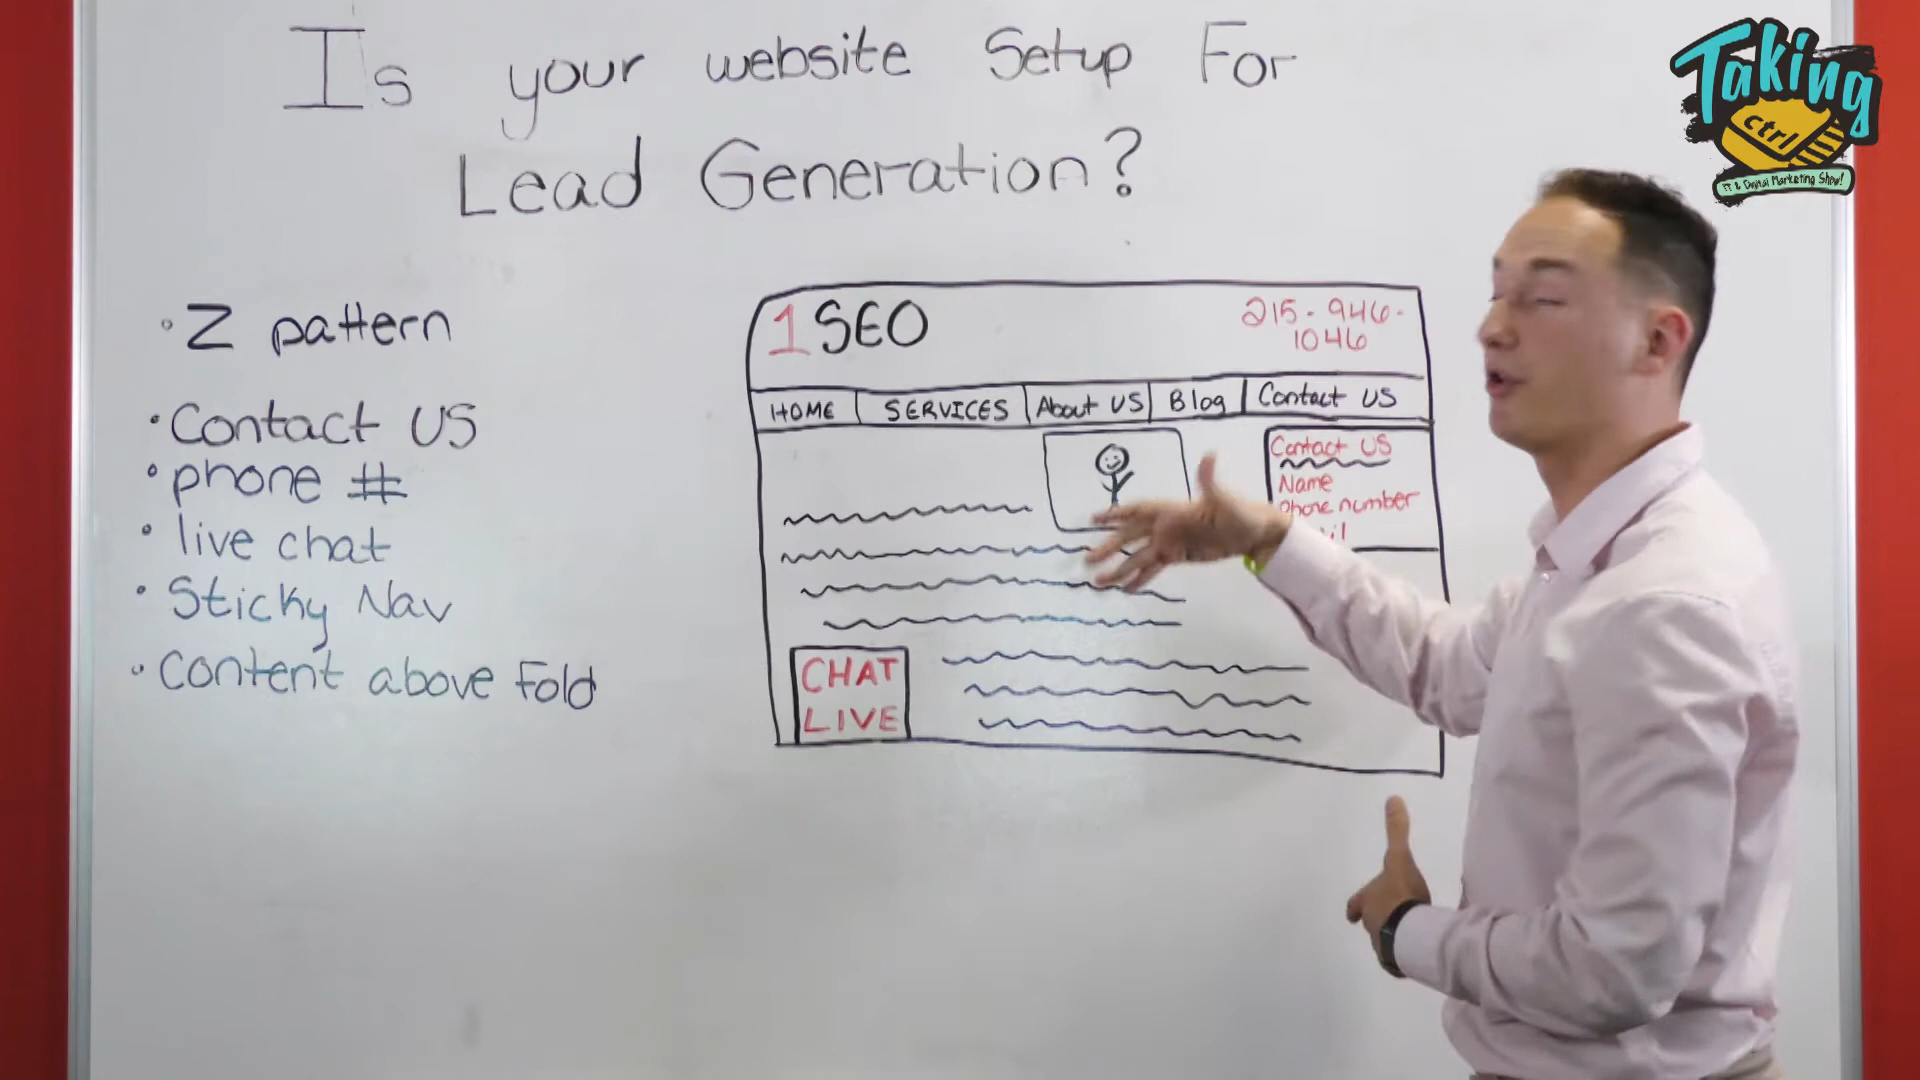 Is your website Setup For
Lead Generation?
Taking
ctrl
IT & Digital Marketing Show!
• Z pattern
• Contact US
• phone #
• live chat
• Sticky Nav
• Content above Fold
1SEO
215-946-
1046
HOME SERVICES About US Blog Contact US
Contact US
Name
Phone number
CHAT
LIVE